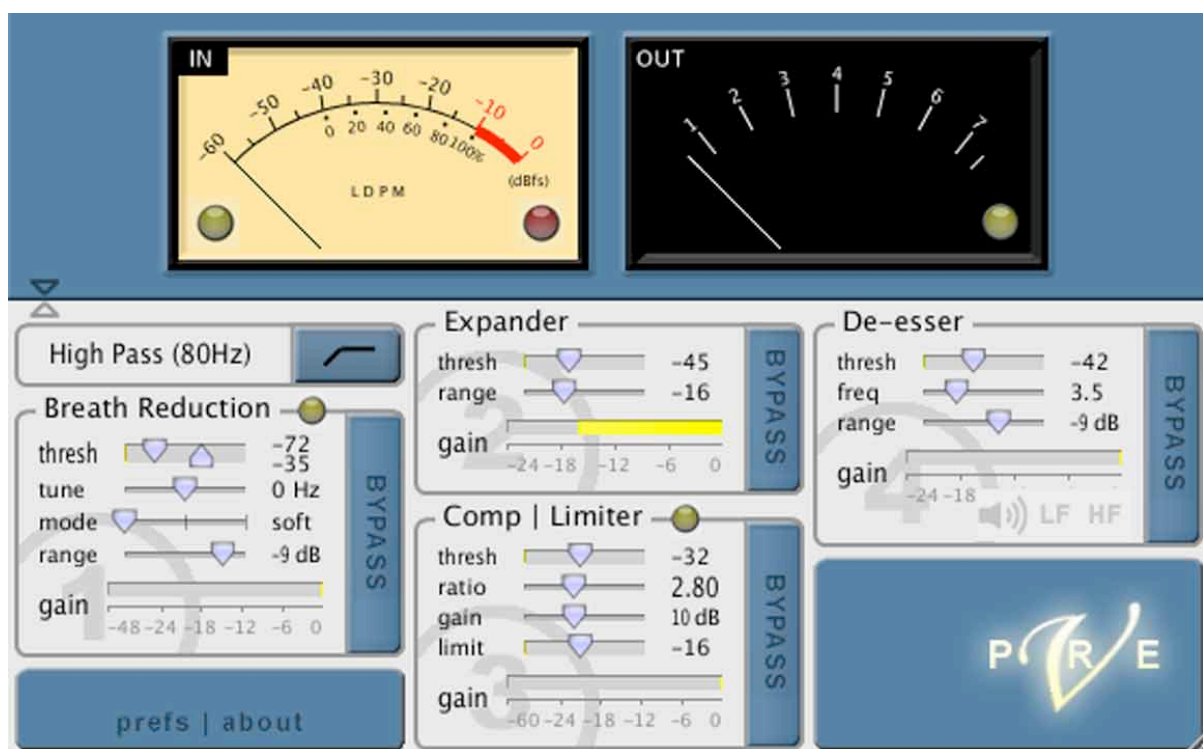 IN
-60 -50 -40 -30 -20 -10 0
0 20 40 60 80 100%
(dBfs)
LDPM
OUT
1 2 3 4 5 6 7
High Pass (80Hz)
Breath Reduction
thresh -72
-35
tune 0 Hz
mode soft
range -9 dB
gain
-48 -24 -18 -12 -6 0
1
BYPASS
prefs | about
Expander
thresh -45
range -16
gain
-24 -18 -12 -6 0
2
BYPASS
Comp | Limiter
thresh -32
ratio 2.80
gain 10 dB
limit -16
gain
-60 -24 -18 -12 -6 0
3
BYPASS
De-esser
thresh -42
freq 3.5
range -9 dB
gain
-24 -18
LF HF
4
BYPASS
P R E